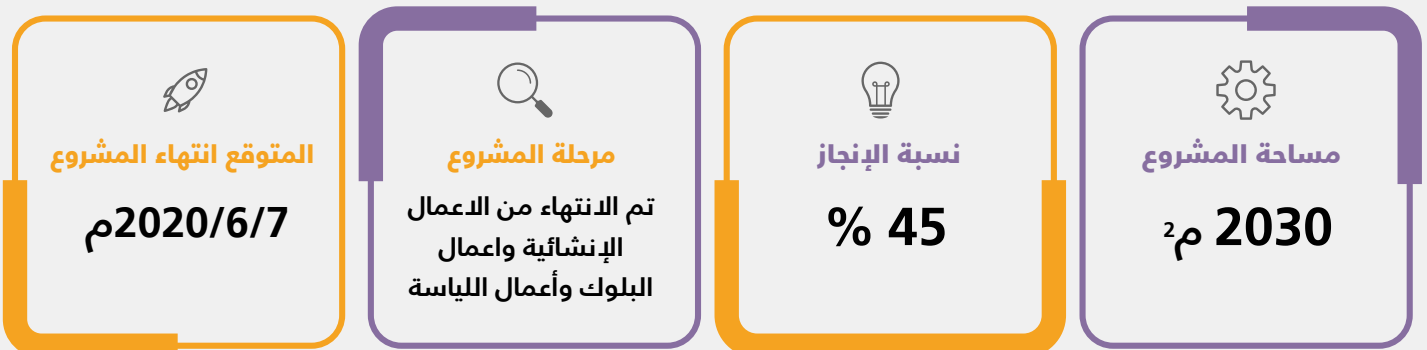 مساحة المشروع
2030 م2
نسبة الإنجاز
45 %
مرحلة المشروع
تم الانتهاء من الاعمال
الإنشائية واعمال
البلوك وأعمال اللياسة
المتوقع انتهاء المشروع
2020/6/7م